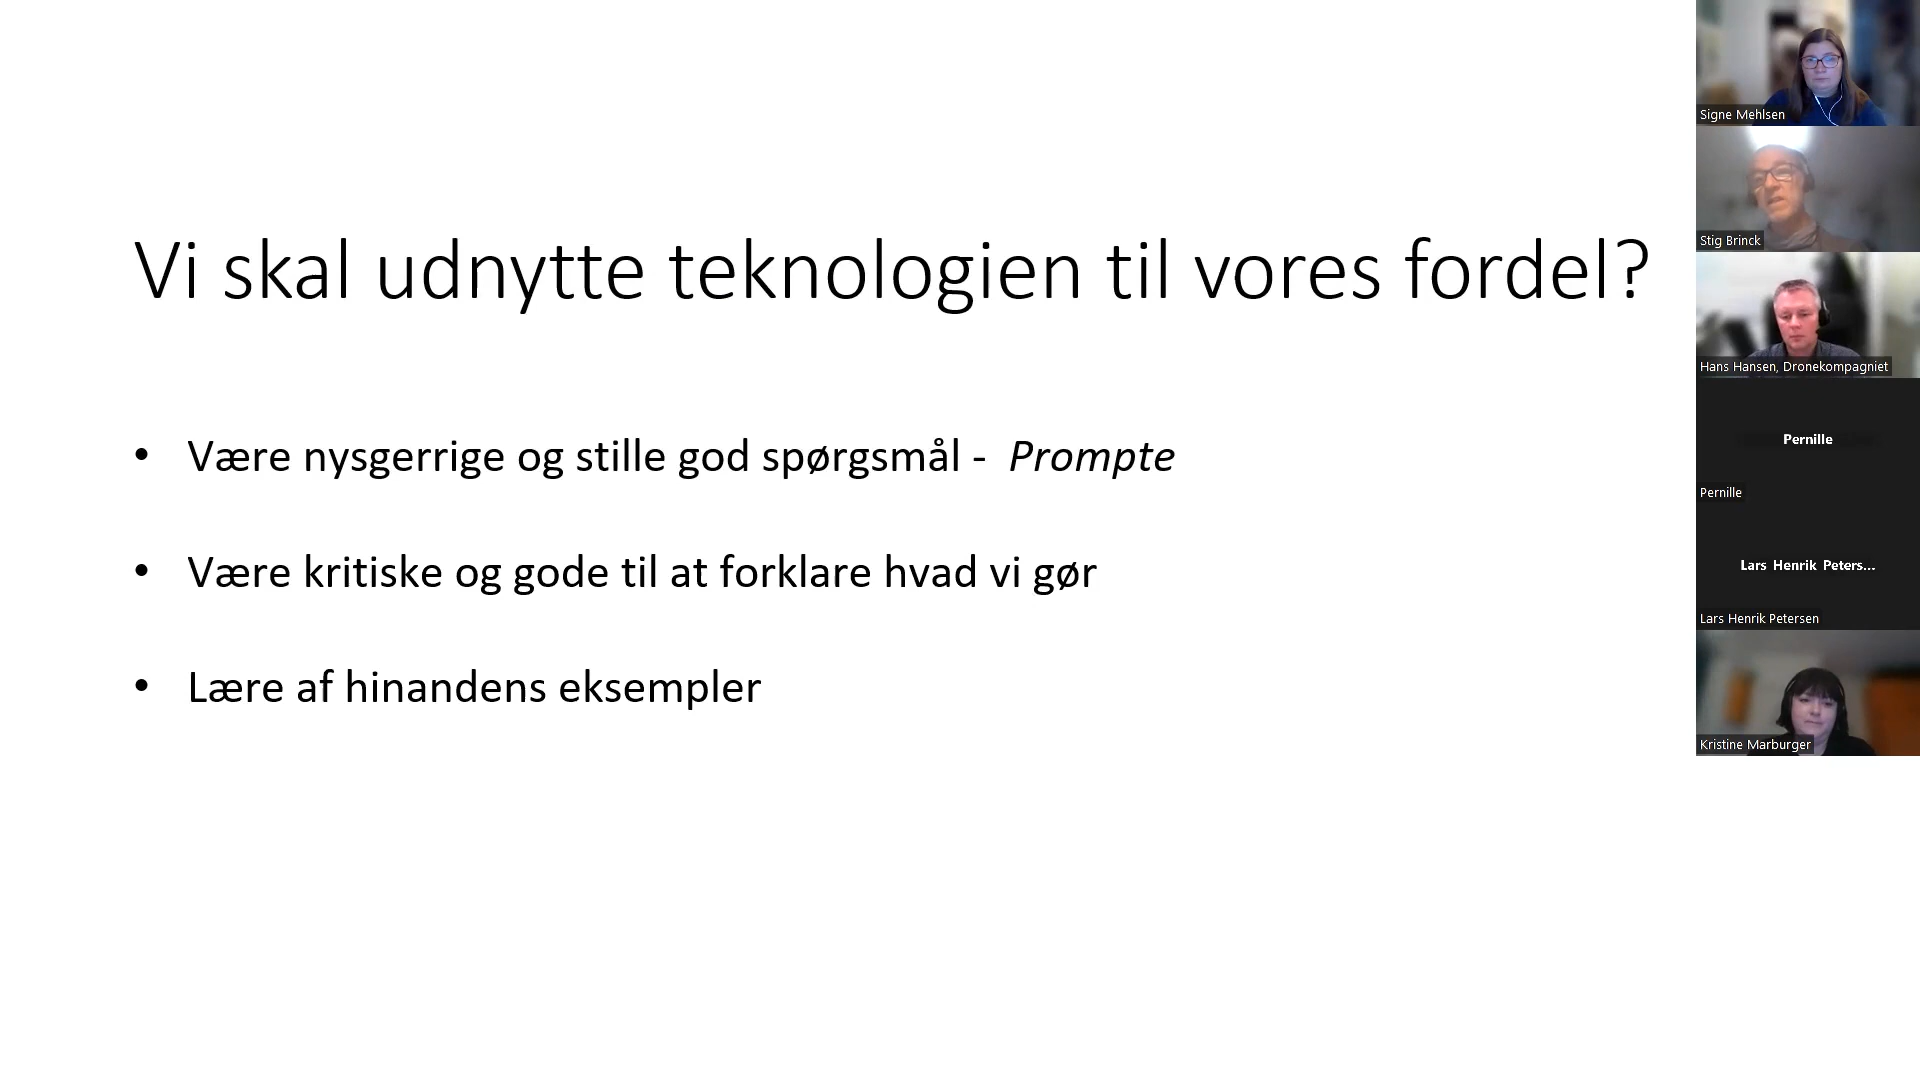 Vi skal udnytte teknologien til vores fordel?
• Være nysgerrige og stille god spørgsmål - Prompte
• Være kritiske og gode til at forklare hvad vi gør
• Lære af hinandens eksempler
Signe Mehlsen
Stig Brinck
Hans Hansen, Dronekompagniet
Pernille
Pernille
Lars Henrik Peters...
Lars Henrik Petersen
Kristine Marburger